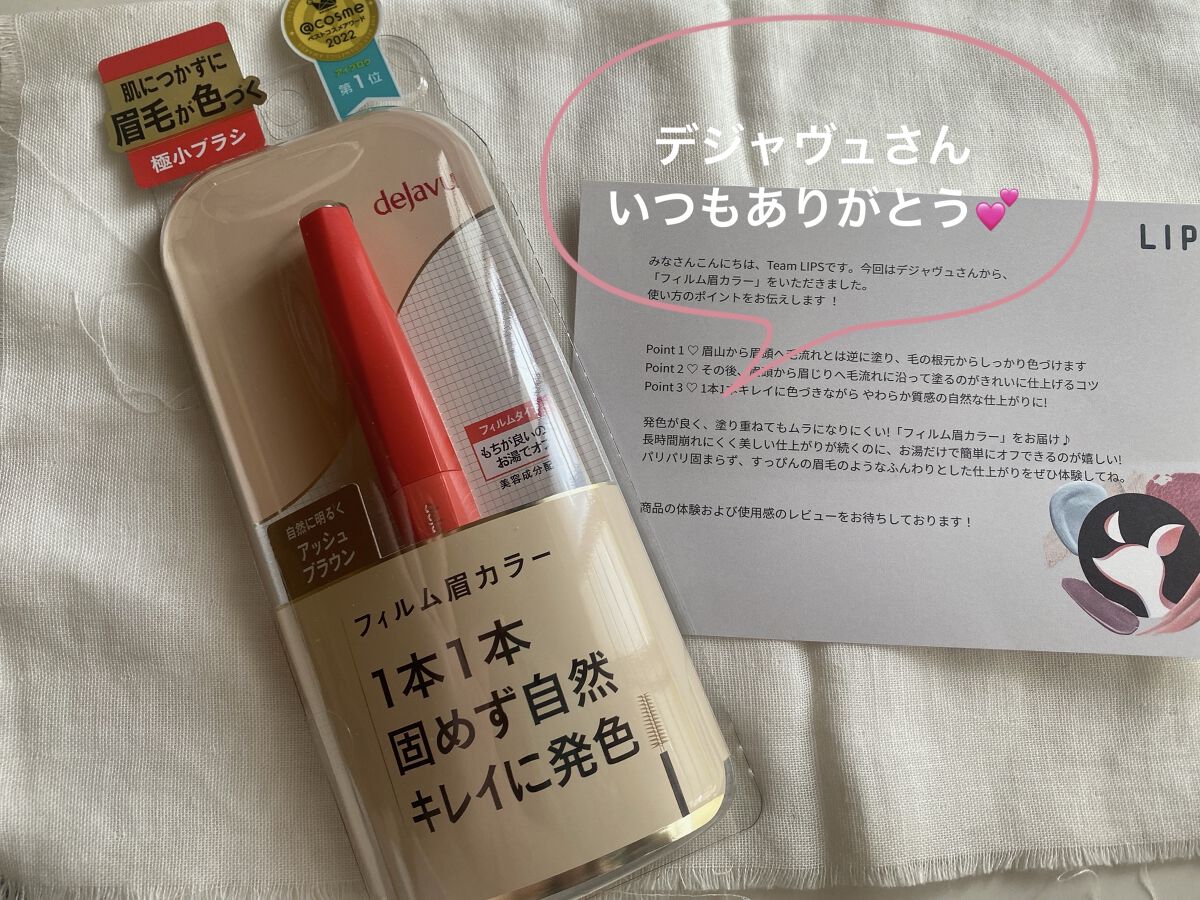 @cosme
ベストコスメアワード
2022
アイブロウ
第1位
肌につかずに
眉毛が色づく
極小ブラシ
dejavu
フィルムタイ
もちが良いの
お湯でオフ
美容成分配
自然に明るく
アッシュ
ブラウン
フィルム眉カラー
1本1本
固めず自然
キレイに発色
デジャヴュさん
いつもありがとう💕
LIP
みなさんこんにちは、Team LIPSです。今回はデジャヴュさんから、
「フィルム眉カラー」をいただきました。
使い方のポイントをお伝えします！
Point 1 ♡ 眉山から眉頭へ毛流れとは逆に塗り、毛の根元からしっかり色づけます
Point 2 ♡ その後、眉頭から眉じりへ毛流れに沿って塗るのがきれいに仕上げるコツ
Point 3 ♡ 1本1本キレイに色づきながら やわらか質感の自然な仕上がりに!
発色が良く、塗り重ねてもムラになりにくい!「フィルム眉カラー」をお届け♪
長時間崩れにくく美しい仕上がりが続くのに、お湯だけで簡単にオフできるのが嬉しい!
パリパリ固まらず、すっぴんの眉毛のようなふんわりとした仕上がりをぜひ体験してね。
商品の体験および使用感のレビューをお待ちしております！